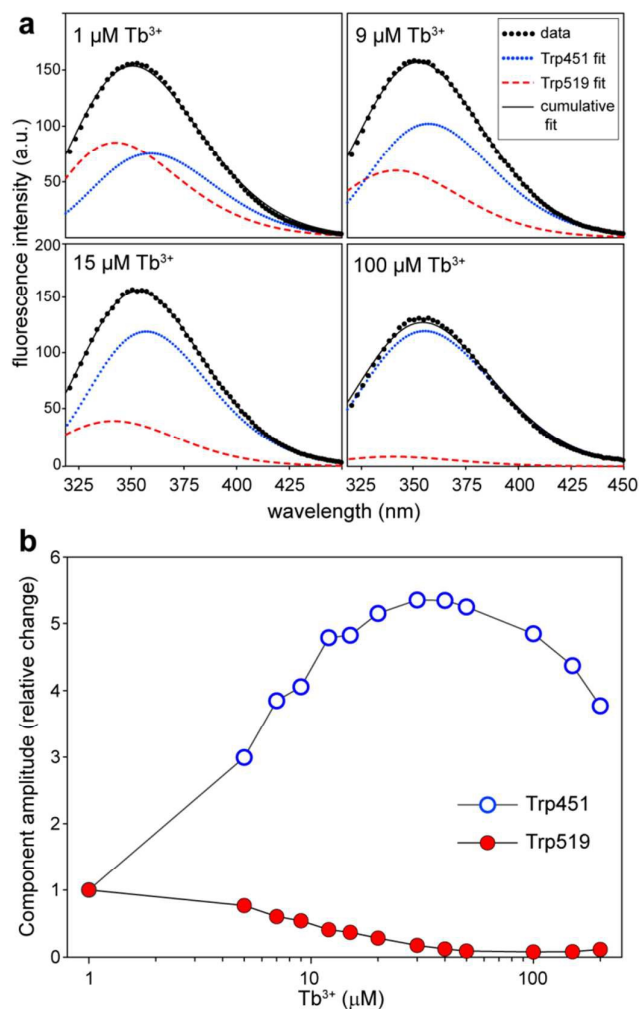 a
1 µM Tb³⁺
9 µM Tb³⁺
data
Trp451 fit
Trp519 fit
cumulative
fit
150
100
50
200
15 µM Tb³⁺
100 µM Tb³⁺
150
100
50
0
325 350 375 400 425
325 350 375 400 425 450
fluorescence intensity (a.u.)
wavelength (nm)
b
6
5
4
3
2
1
0
Component amplitude (relative change)
Trp451
Trp519
1 10 100
Tb³⁺ (µM)